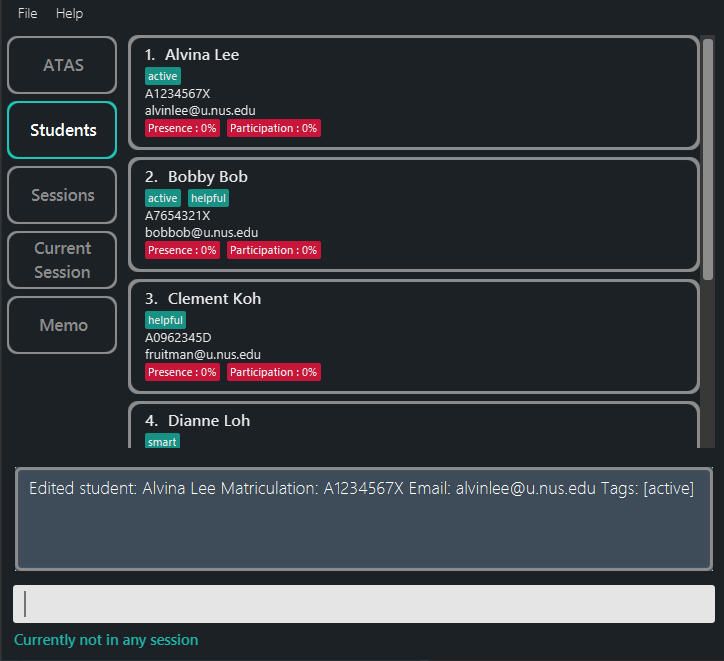 File Help
ATAS
Students
Sessions
Current
Session
Memo
1. Alvina Lee
active
A1234567X
alvinlee@u.nus.edu
Presence : 0% Participation : 0%
2. Bobby Bob
active helpful
A7654321X
bobbob@u.nus.edu
Presence : 0% Participation : 0%
3. Clement Koh
helpful
A0962345D
fruitman@u.nus.edu
Presence : 0% Participation : 0%
4. Dianne Loh
smart
Edited student: Alvina Lee Matriculation: A1234567X Email: alvinlee@u.nus.edu Tags: [active]
Currently not in any session